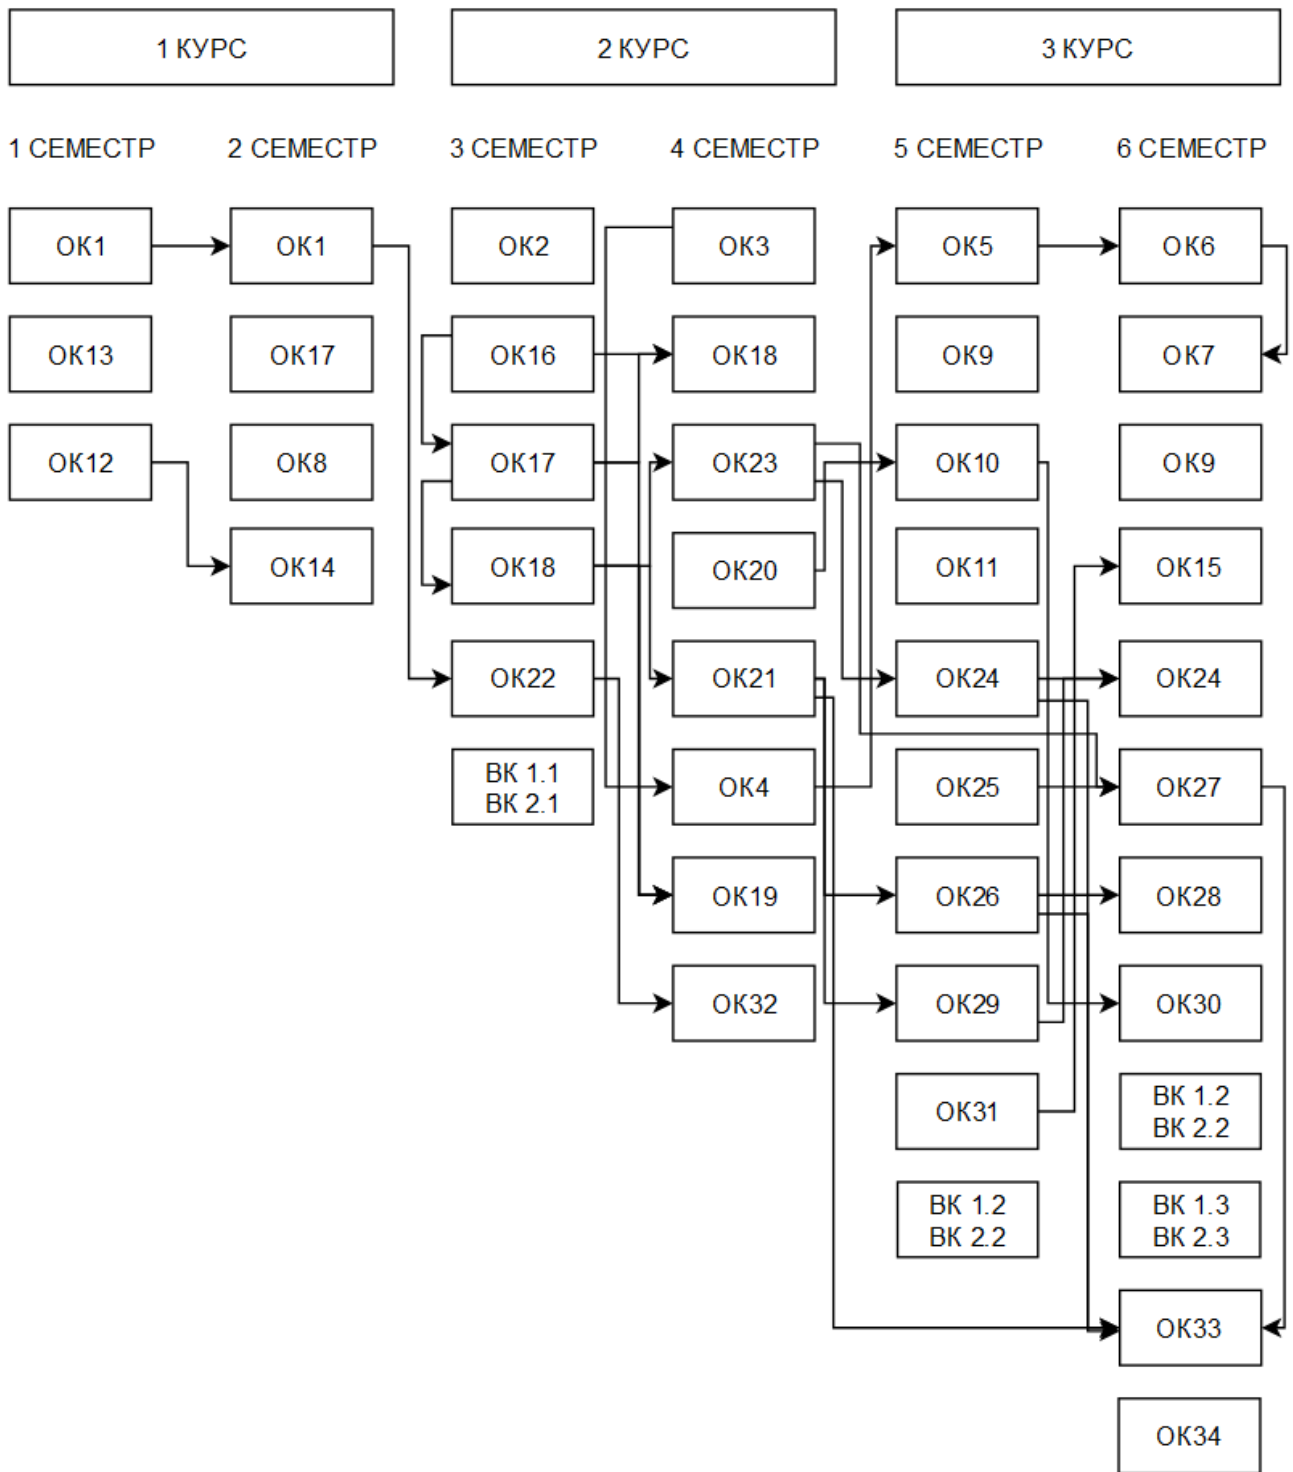 1 КУРС
2 КУРС
3 КУРС
1 СЕМЕСТР
2 СЕМЕСТР
3 СЕМЕСТР
4 СЕМЕСТР
5 СЕМЕСТР
6 СЕМЕСТР
ОК1
ОК1
ОК2
ОК3
ОК5
ОК6
ОК13
ОК17
ОК16
ОК18
ОК9
ОК7
ОК12
ОК8
ОК17
ОК23
ОК10
ОК9
ОК14
ОК18
ОК20
ОК11
ОК15
ОК22
ОК21
ОК24
ОК24
ВК 1.1
ВК 2.1
ОК4
ОК25
ОК27
ОК19
ОК26
ОК28
ОК32
ОК29
ОК30
ОК31
ВК 1.2
ВК 2.2
ВК 1.2
ВК 2.2
ВК 1.3
ВК 2.3
ОК33
ОК34